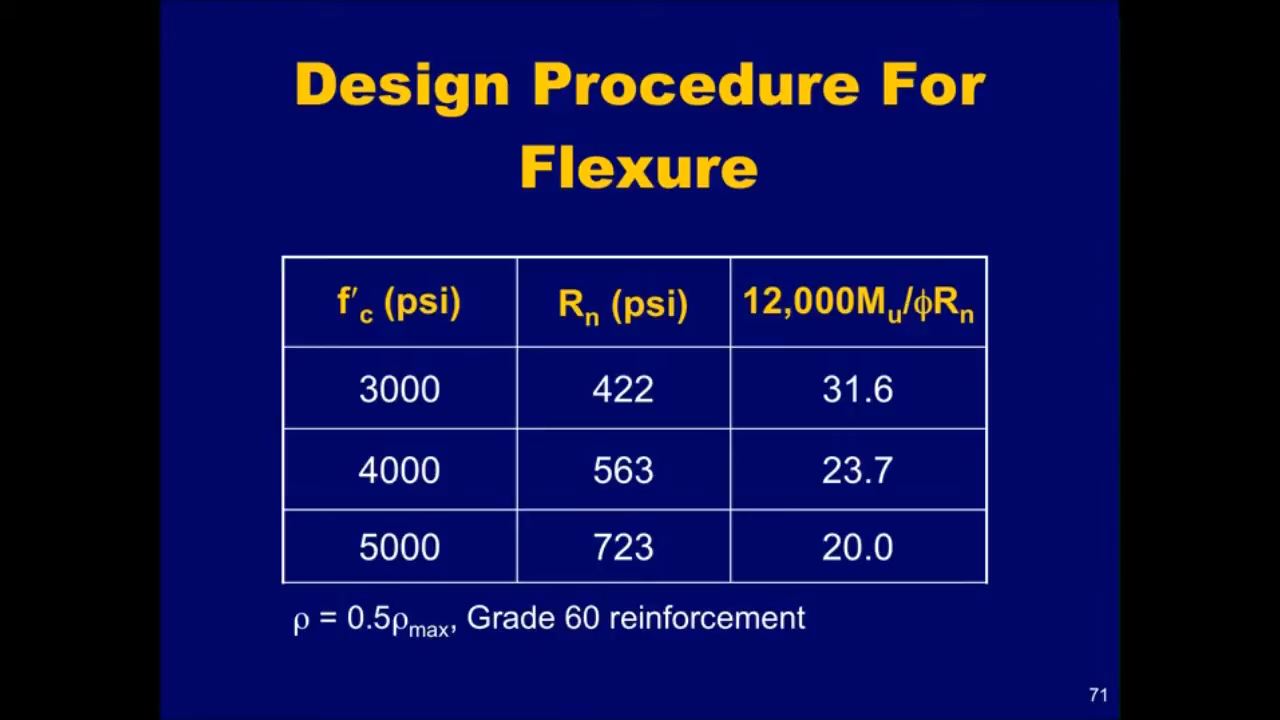 Design Procedure For
Flexure
f′c (psi) Rn (psi) 12,000Mu/ϕRn
3000 422 31.6
4000 563 23.7
5000 723 20.0
ρ = 0.5ρmax, Grade 60 reinforcement
71